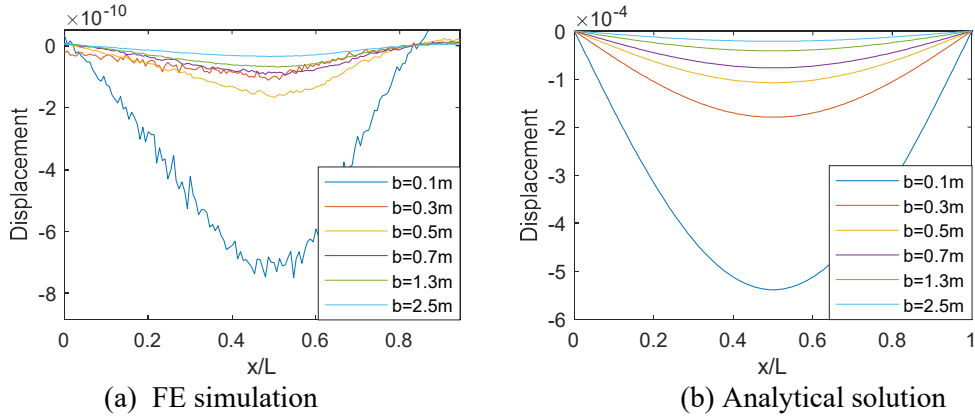 ×10-10
0
-2
-4
-6
-8
Displacement
0 0.2 0.4 0.6 0.8
x/L
b=0.1m
b=0.3m
b=0.5m
b=0.7m
b=1.3m
b=2.5m
(a) FE simulation
×10-4
0
-1
-2
-3
-4
-5
-6
Displacement
0 0.2 0.4 0.6 0.8 1
x/L
b=0.1m
b=0.3m
b=0.5m
b=0.7m
b=1.3m
b=2.5m
(b) Analytical solution